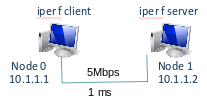 iperf client
iperf server
Node 0
10.1.1.1
Node 1
10.1.1.2
5Mbps
1 ms